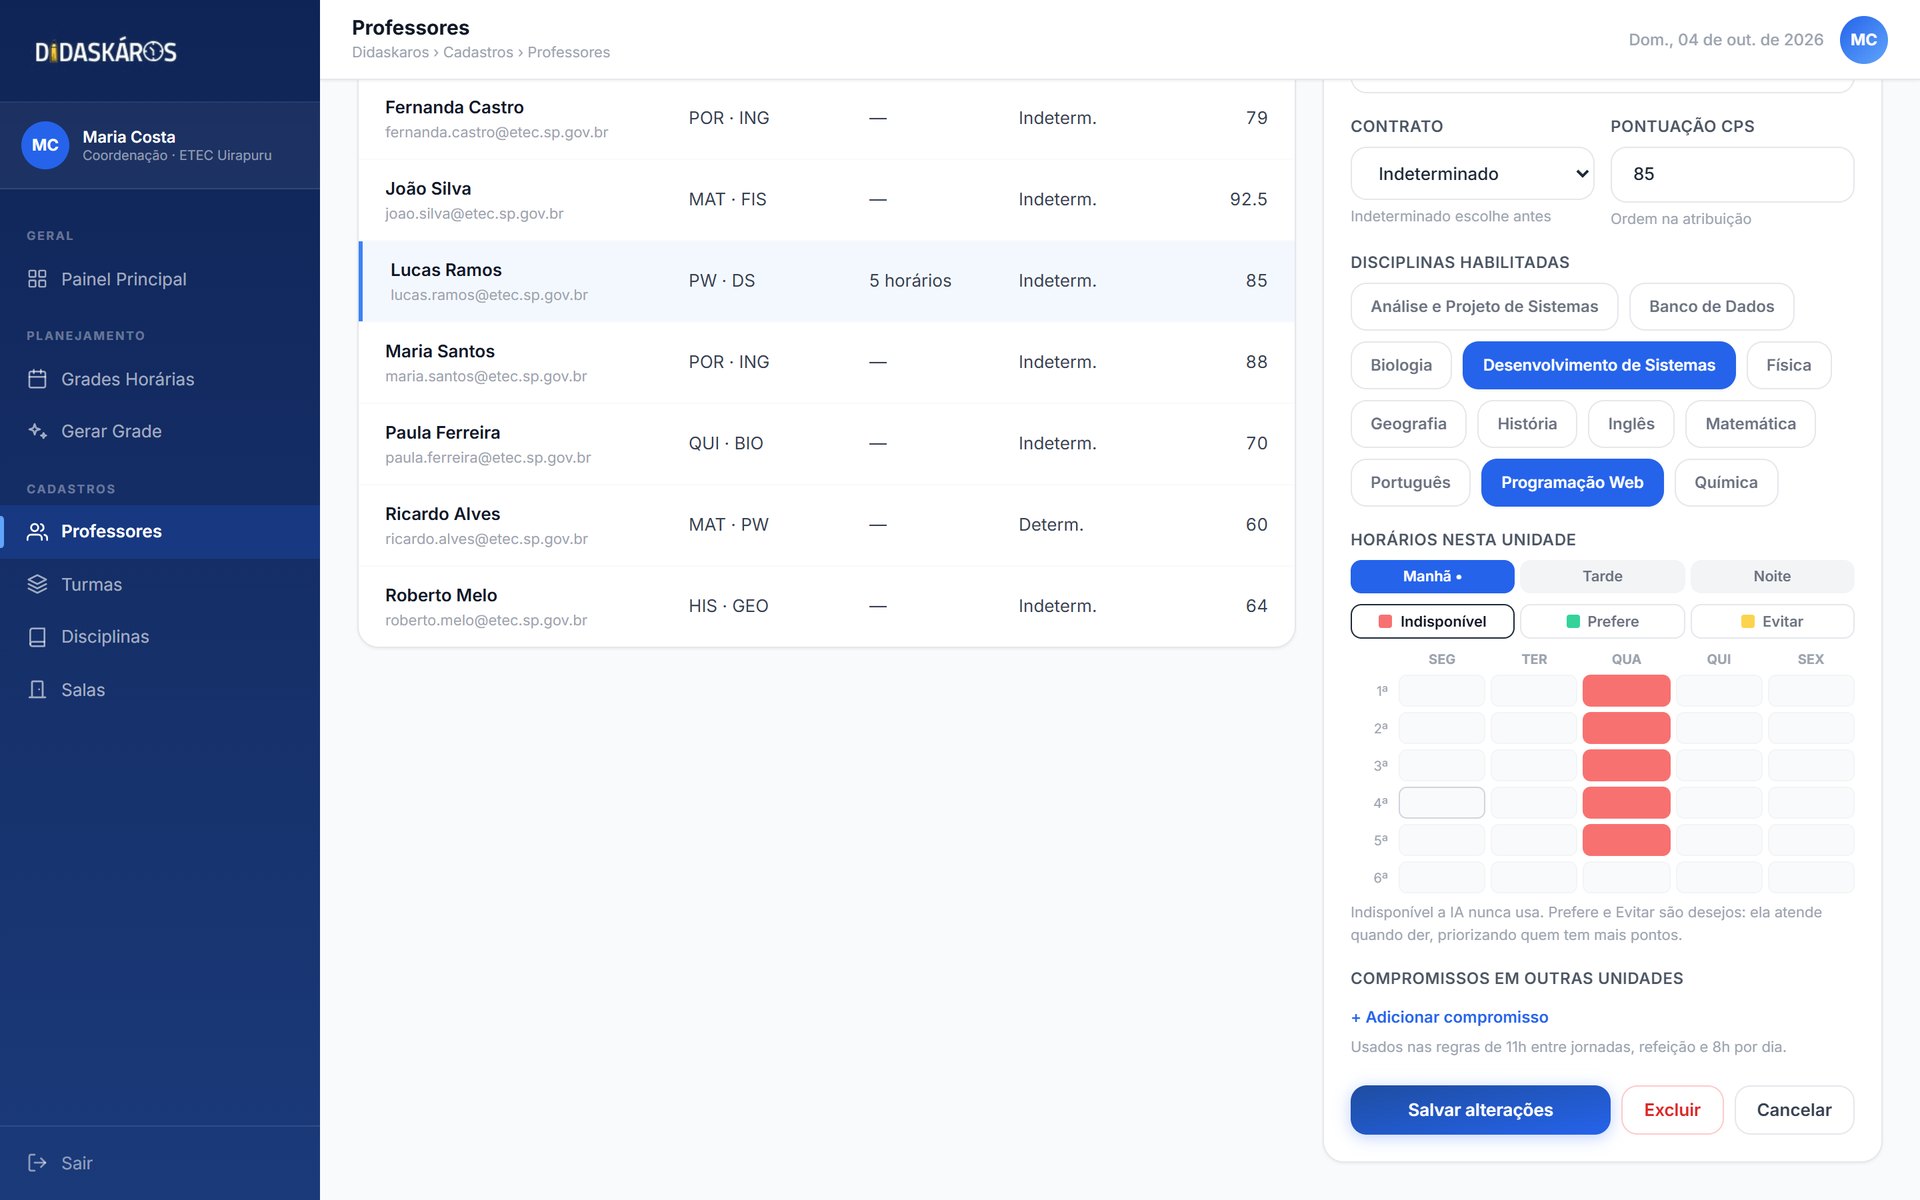 DiDASKÁROS
MC
Maria Costa
Coordenação · ETEC Uirapuru
GERAL
Painel Principal
PLANEJAMENTO
Grades Horárias
Gerar Grade
CADASTROS
Professores
Turmas
Disciplinas
Salas
Sair
Professores
Didaskaros › Cadastros › Professores
Dom., 04 de out. de 2026
MC
Fernanda Castro
fernanda.castro@etec.sp.gov.br
POR · ING
—
Indeterm.
79
João Silva
joao.silva@etec.sp.gov.br
MAT · FIS
—
Indeterm.
92.5
Lucas Ramos
lucas.ramos@etec.sp.gov.br
PW · DS
5 horários
Indeterm.
85
Maria Santos
maria.santos@etec.sp.gov.br
POR · ING
—
Indeterm.
88
Paula Ferreira
paula.ferreira@etec.sp.gov.br
QUI · BIO
—
Indeterm.
70
Ricardo Alves
ricardo.alves@etec.sp.gov.br
MAT · PW
—
Determ.
60
Roberto Melo
roberto.melo@etec.sp.gov.br
HIS · GEO
—
Indeterm.
64
CONTRATO
Indeterminado
Indeterminado escolhe antes
PONTUAÇÃO CPS
85
Ordem na atribuição
DISCIPLINAS HABILITADAS
Análise e Projeto de Sistemas
Banco de Dados
Biologia
Desenvolvimento de Sistemas
Física
Geografia
História
Inglês
Matemática
Português
Programação Web
Química
HORÁRIOS NESTA UNIDADE
Manhã •
Tarde
Noite
Indisponível
Prefere
Evitar
SEG TER QUA QUI SEX
1ª
2ª
3ª
4ª
5ª
6ª
Indisponível a IA nunca usa. Prefere e Evitar são desejos: ela atende
quando der, priorizando quem tem mais pontos.
COMPROMISSOS EM OUTRAS UNIDADES
+ Adicionar compromisso
Usados nas regras de 11h entre jornadas, refeição e 8h por dia.
Salvar alterações
Excluir
Cancelar